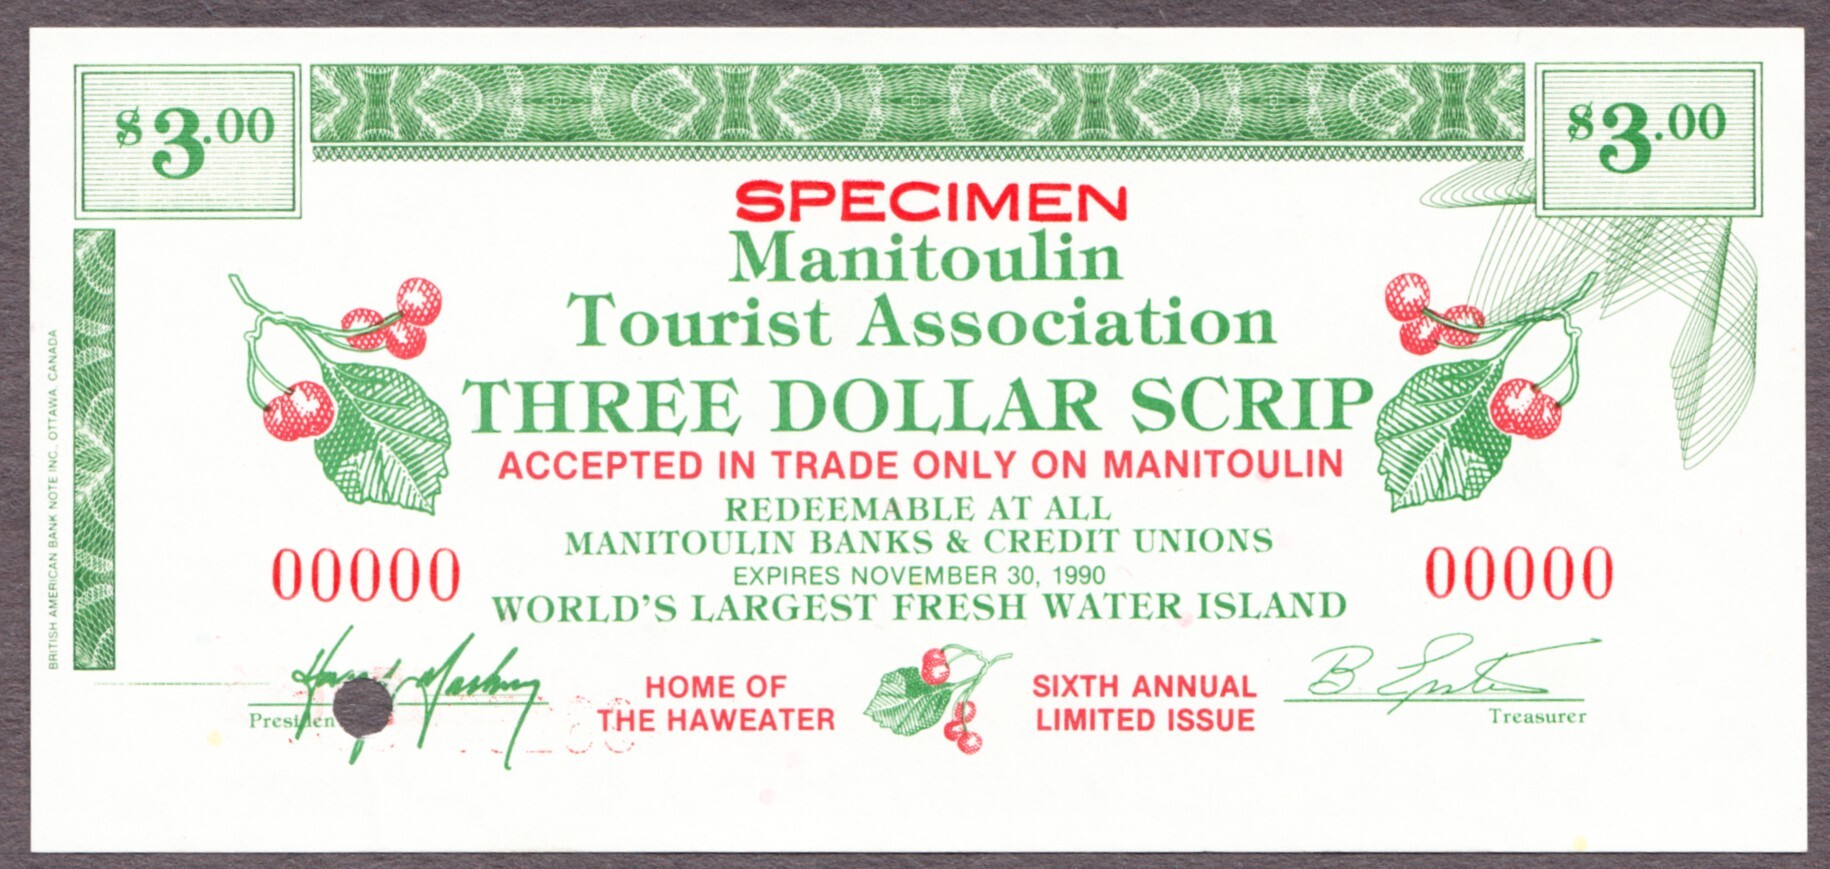 $3.00
$3.00
SPECIMEN
Manitoulin
Tourist Association
THREE DOLLAR SCRIP
ACCEPTED IN TRADE ONLY ON MANITOULIN
REDEEMABLE AT ALL
MANITOULIN BANKS & CREDIT UNIONS
EXPIRES NOVEMBER 30, 1990
WORLD'S LARGEST FRESH WATER ISLAND
00000
00000
HOME OF
THE HAWEATER
SIXTH ANNUAL
LIMITED ISSUE
Treasurer
BRITISH AMERICAN BANK NOTE INC., OTTAWA, CANADA